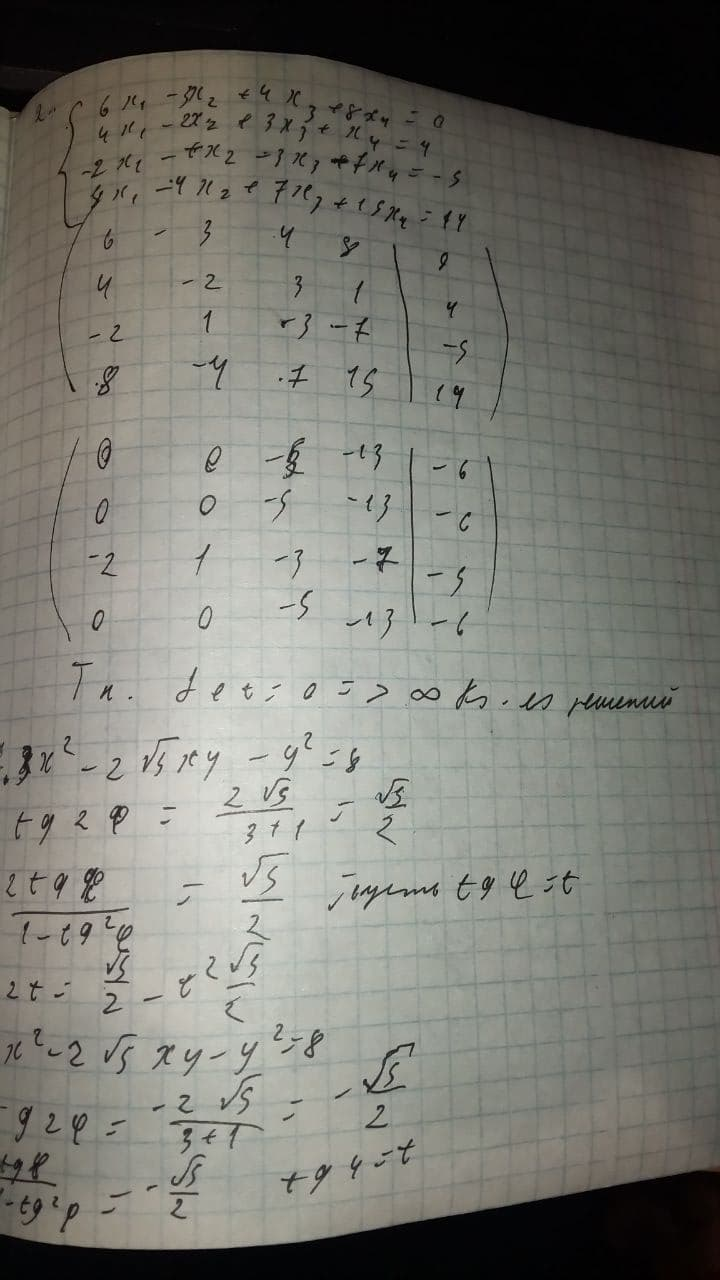 6x₁ - 3x₂ + 4x₃ + 8x₄ = 9
4x₁ - 2x₂ + 3x₃ + x₄ = 4
-2x₁ - x₂ - 3x₃ + 7x₄ = -5
8x₁ - 4x₂ + 7x₃ + 15x₄ = 14
6 - 3 4 8 | 9
4 -2 3 1 | 4
-2 1 -3 -7 | -5
8 -4 7 15 | 14
0 0 -5 -13 | -6
0 0 -5 -13 | -6
-2 1 -3 -7 | -5
0 0 -5 -13 | -6
Тк. det = 0 => ∞ решений
3x² - 2√5xy - y² = 8
tg2φ = 2√5/(3+1) = √5/2
2tgφ/(1-tg²φ) = √5/2 Пусть tgφ = t
2t = √5/2 - t²√5/2
x² - 2√5xy - y² = 8
g2φ = -2√5/(3+1) = -√5/2
tgφ/(-tg²φ) = -√5/2 tgφ = t